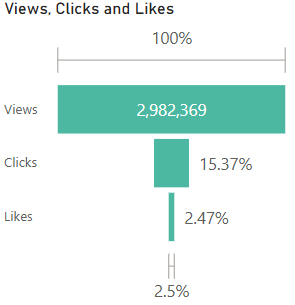 Views, Clicks and Likes
100%
Views
2,982,369
Clicks
15.37%
Likes
2.47%
2.5%